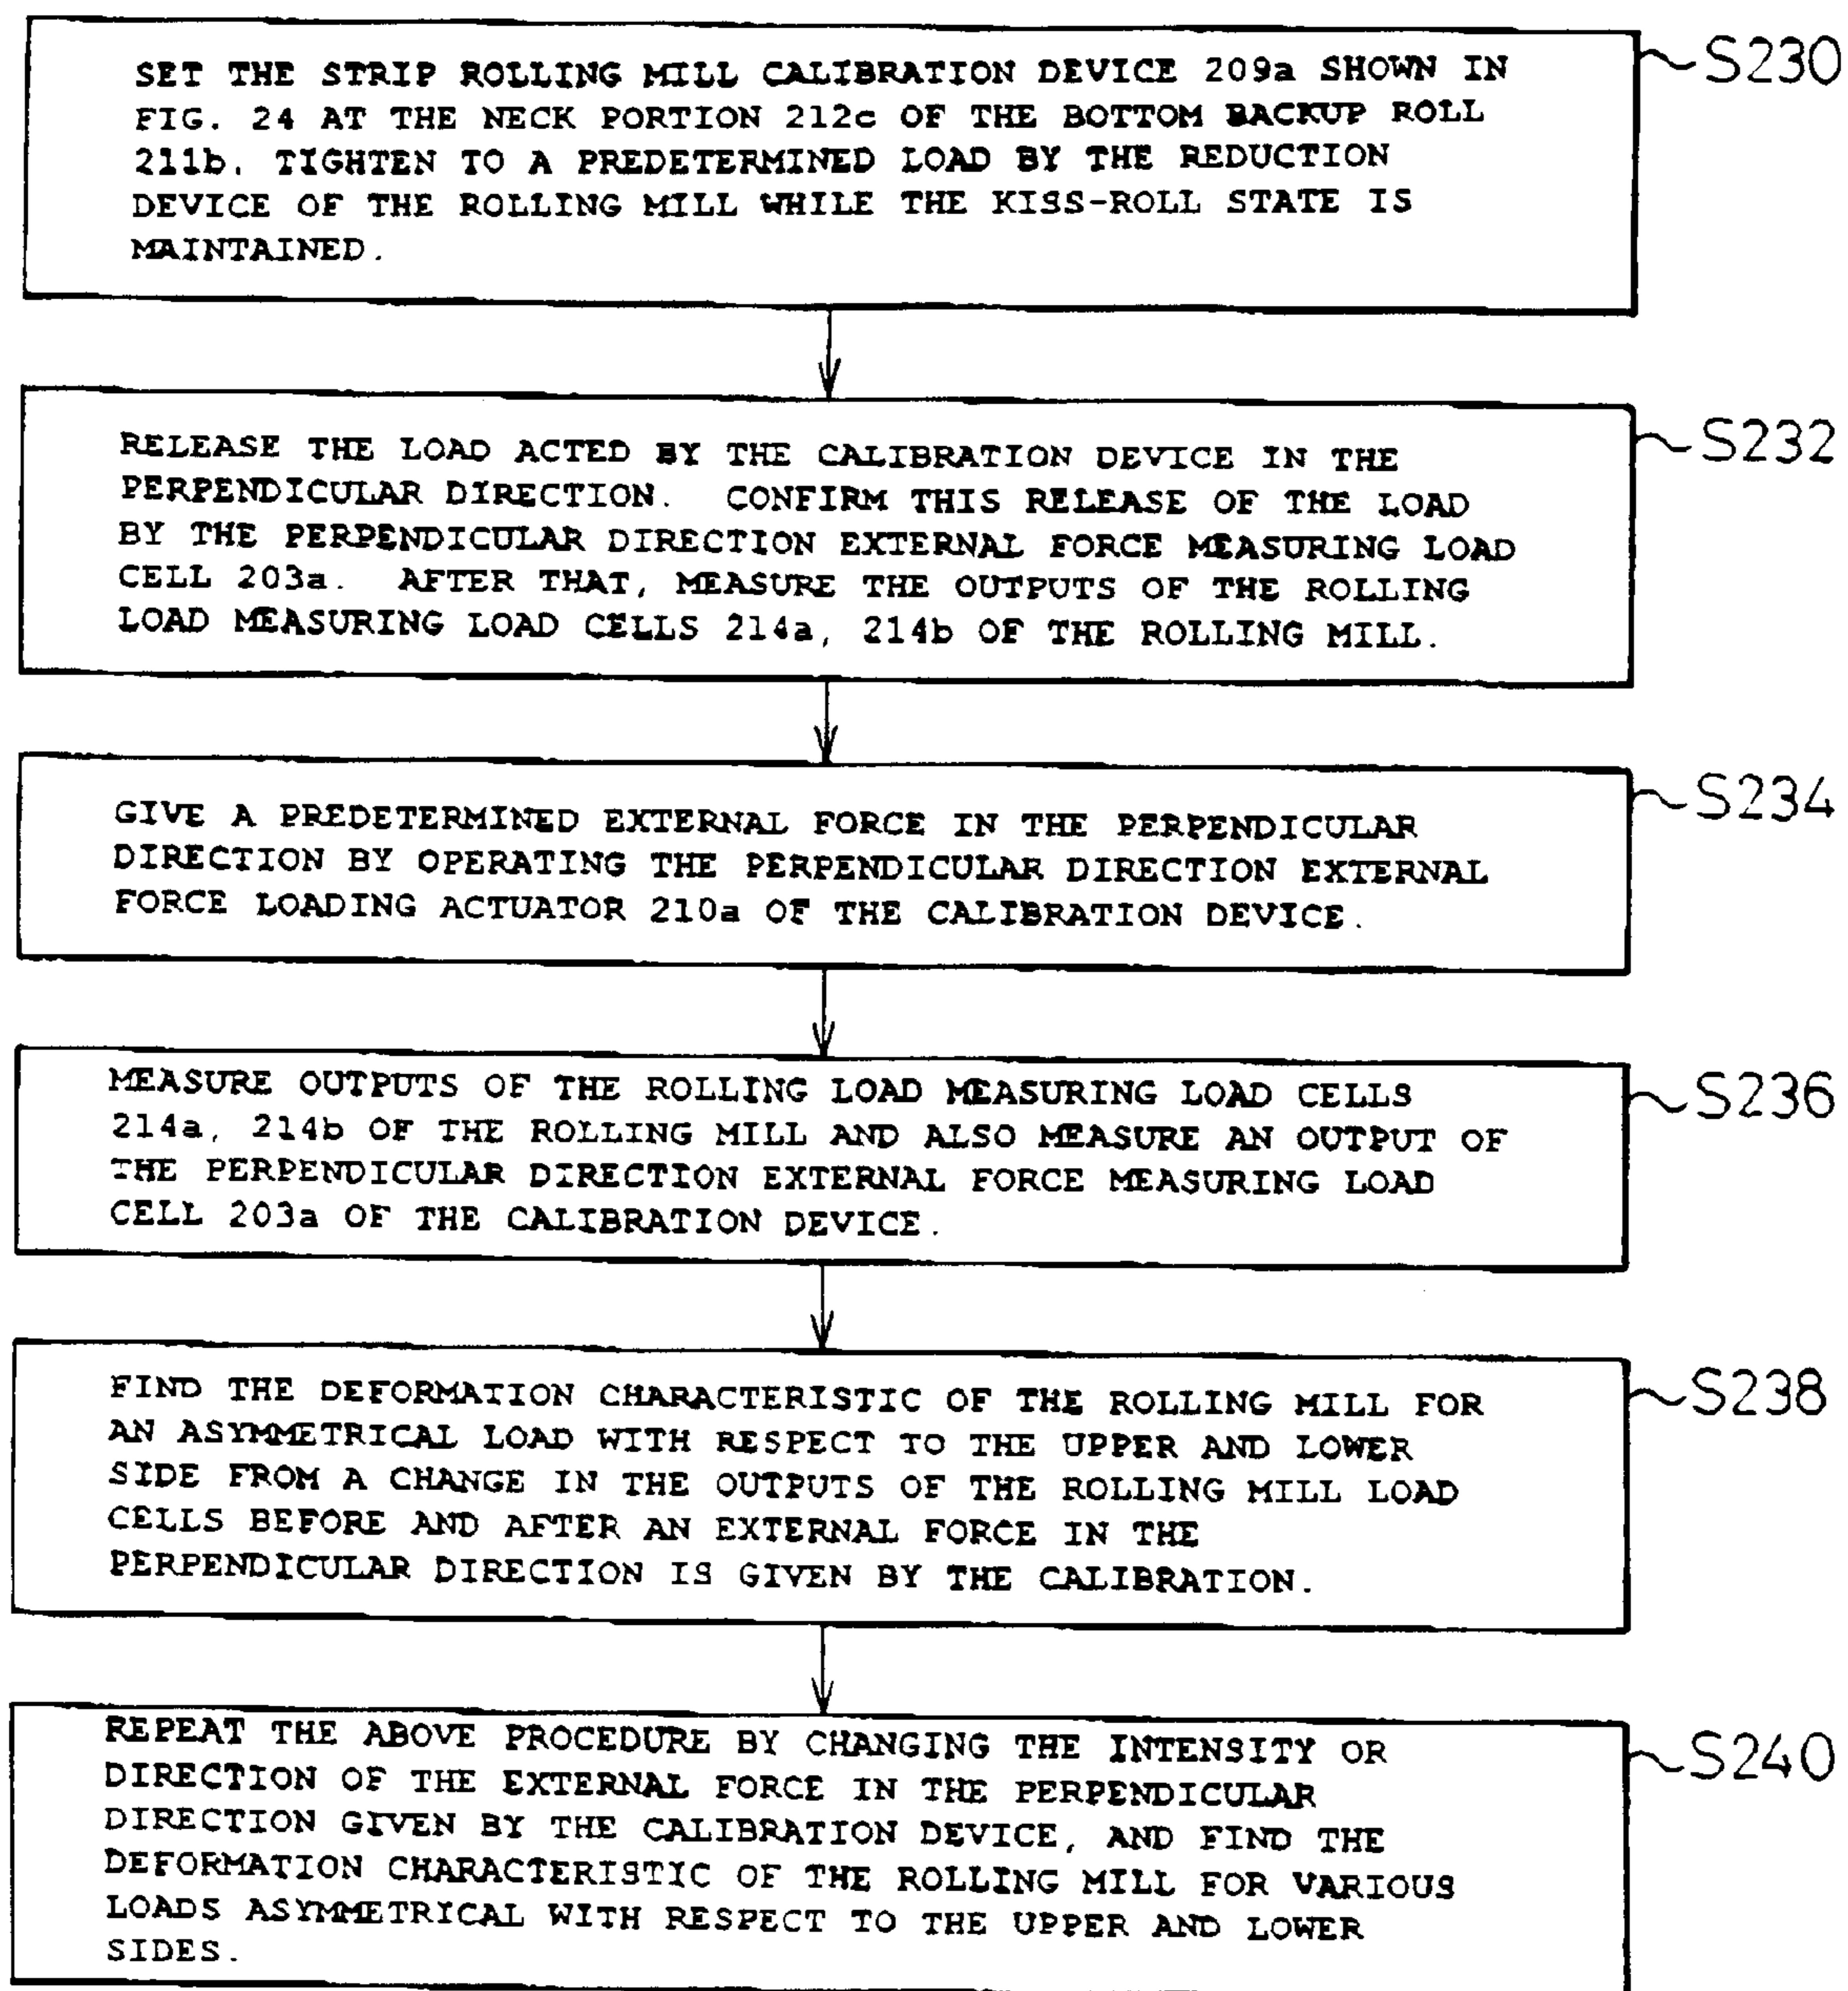 SET THE STRIP ROLLING MILL CALIBRATION DEVICE 209a SHOWN IN
FIG. 24 AT THE NECK PORTION 212c OF THE BOTTOM BACKUP ROLL
211b. TIGHTEN TO A PREDETERMINED LOAD BY THE REDUCTION
DEVICE OF THE ROLLING MILL WHILE THE KISS-ROLL STATE IS
MAINTAINED.
S230
RELEASE THE LOAD ACTED BY THE CALIBRATION DEVICE IN THE
PERPENDICULAR DIRECTION. CONFIRM THIS RELEASE OF THE LOAD
BY THE PERPENDICULAR DIRECTION EXTERNAL FORCE MEASURING LOAD
CELL 203a. AFTER THAT, MEASURE THE OUTPUTS OF THE ROLLING
LOAD MEASURING LOAD CELLS 214a, 214b OF THE ROLLING MILL.
S232
GIVE A PREDETERMINED EXTERNAL FORCE IN THE PERPENDICULAR
DIRECTION BY OPERATING THE PERPENDICULAR DIRECTION EXTERNAL
FORCE LOADING ACTUATOR 210a OF THE CALIBRATION DEVICE.
S234
MEASURE OUTPUTS OF THE ROLLING LOAD MEASURING LOAD CELLS
214a, 214b OF THE ROLLING MILL AND ALSO MEASURE AN OUTPUT OF
THE PERPENDICULAR DIRECTION EXTERNAL FORCE MEASURING LOAD
CELL 203a OF THE CALIBRATION DEVICE.
S236
FIND THE DEFORMATION CHARACTERISTIC OF THE ROLLING MILL FOR
AN ASYMMETRICAL LOAD WITH RESPECT TO THE UPPER AND LOWER
SIDE FROM A CHANGE IN THE OUTPUTS OF THE ROLLING MILL LOAD
CELLS BEFORE AND AFTER AN EXTERNAL FORCE IN THE
PERPENDICULAR DIRECTION IS GIVEN BY THE CALIBRATION.
S238
REPEAT THE ABOVE PROCEDURE BY CHANGING THE INTENSITY OR
DIRECTION OF THE EXTERNAL FORCE IN THE PERPENDICULAR
DIRECTION GIVEN BY THE CALIBRATION DEVICE, AND FIND THE
DEFORMATION CHARACTERISTIC OF THE ROLLING MILL FOR VARIOUS
LOADS ASYMMETRICAL WITH RESPECT TO THE UPPER AND LOWER
SIDES.
S240